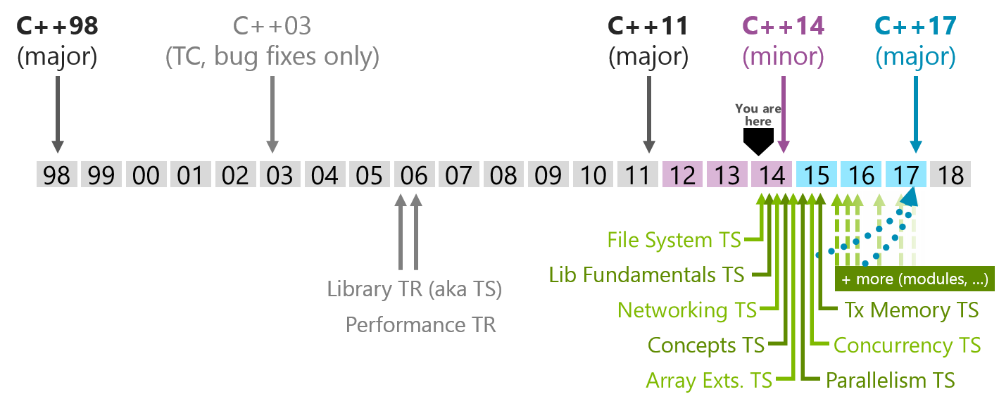 C++98
(major)
C++03
(TC, bug fixes only)
C++11
(major)
C++14
(minor)
C++17
(major)
You are
here
98 99 00 01 02 03 04 05 06 07 08 09 10 11 12 13 14 15 16 17 18
File System TS
Lib Fundamentals TS
+ more (modules, ...)
Library TR (aka TS)
Networking TS
Tx Memory TS
Performance TR
Concepts TS
Concurrency TS
Array Exts. TS
Parallelism TS